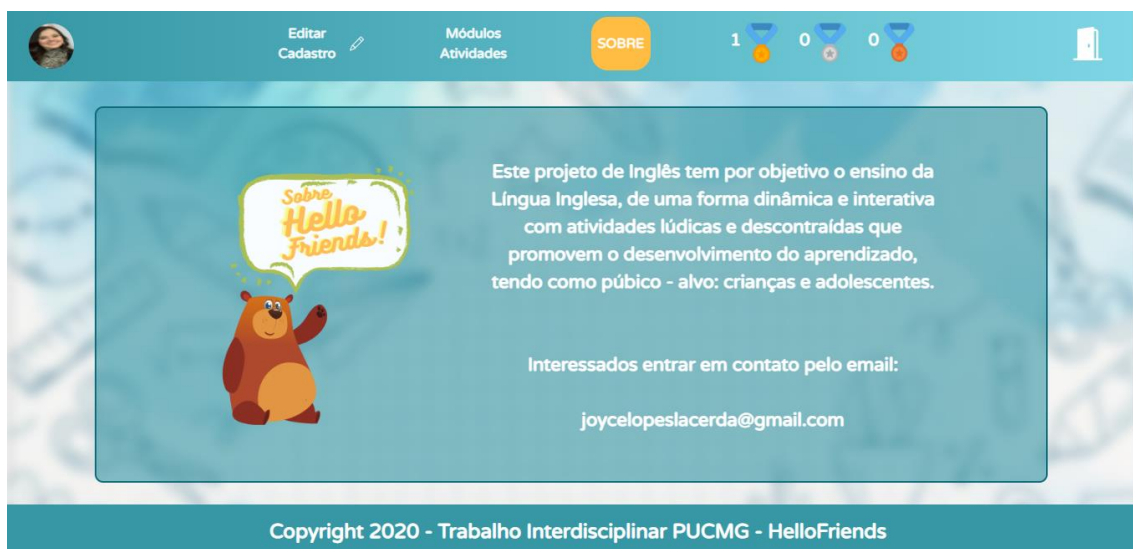 Editar
Cadastro
Módulos
Atividades
SOBRE
1
0
0
Sobre
Hello
Friends!
Este projeto de Inglês tem por objetivo o ensino da
Língua Inglesa, de uma forma dinâmica e interativa
com atividades lúdicas e descontraídas que
promovem o desenvolvimento do aprendizado,
tendo como púbico - alvo: crianças e adolescentes.
Interessados entrar em contato pelo email:
joycelopeslacerda@gmail.com
Copyright 2020 - Trabalho Interdisciplinar PUCMG - HelloFriends